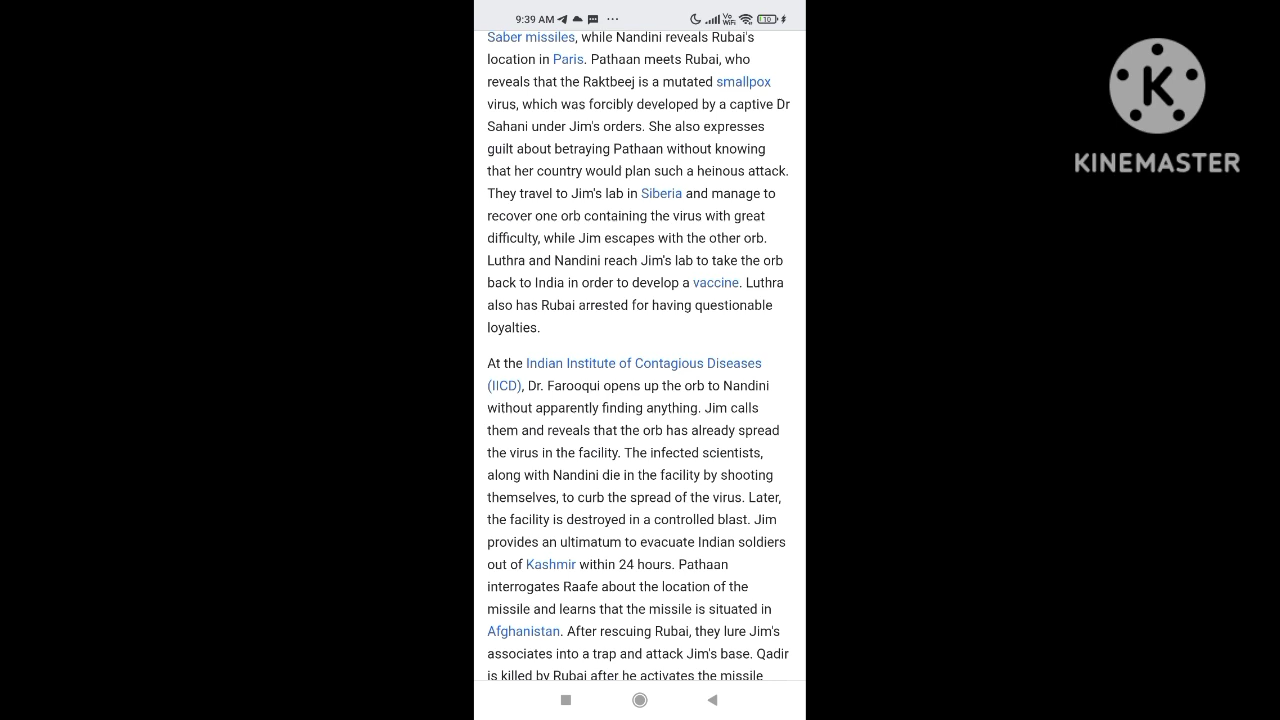 9:39 AM
Vo
WiFi
10
Saber missiles, while Nandini reveals Rubai's
location in Paris. Pathaan meets Rubai, who
reveals that the Raktbeej is a mutated smallpox
virus, which was forcibly developed by a captive Dr
Sahani under Jim's orders. She also expresses
guilt about betraying Pathaan without knowing
that her country would plan such a heinous attack.
They travel to Jim's lab in Siberia and manage to
recover one orb containing the virus with great
difficulty, while Jim escapes with the other orb.
Luthra and Nandini reach Jim's lab to take the orb
back to India in order to develop a vaccine. Luthra
also has Rubai arrested for having questionable
loyalties.
At the Indian Institute of Contagious Diseases
(IICD), Dr. Farooqui opens up the orb to Nandini
without apparently finding anything. Jim calls
them and reveals that the orb has already spread
the virus in the facility. The infected scientists,
along with Nandini die in the facility by shooting
themselves, to curb the spread of the virus. Later,
the facility is destroyed in a controlled blast. Jim
provides an ultimatum to evacuate Indian soldiers
out of Kashmir within 24 hours. Pathaan
interrogates Raafe about the location of the
missile and learns that the missile is situated in
Afghanistan. After rescuing Rubai, they lure Jim's
associates into a trap and attack Jim's base. Qadir
is killed by Rubai after he activates the missile
K
KINEMASTER